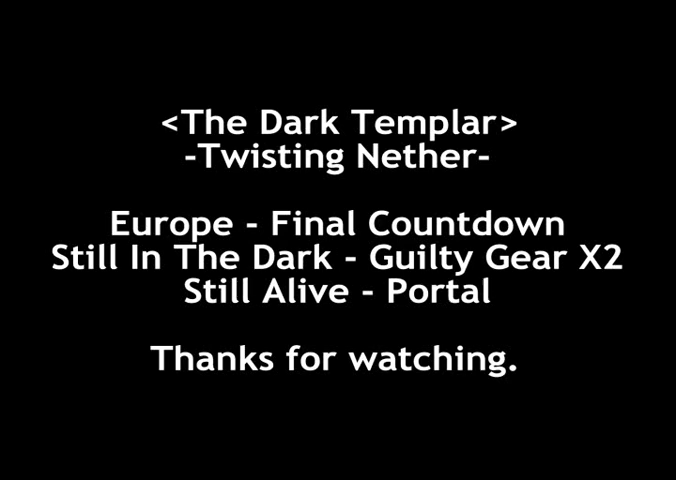 <The Dark Templar>
-Twisting Nether-
Europe - Final Countdown
Still In The Dark - Guilty Gear X2
Still Alive - Portal
Thanks for watching.